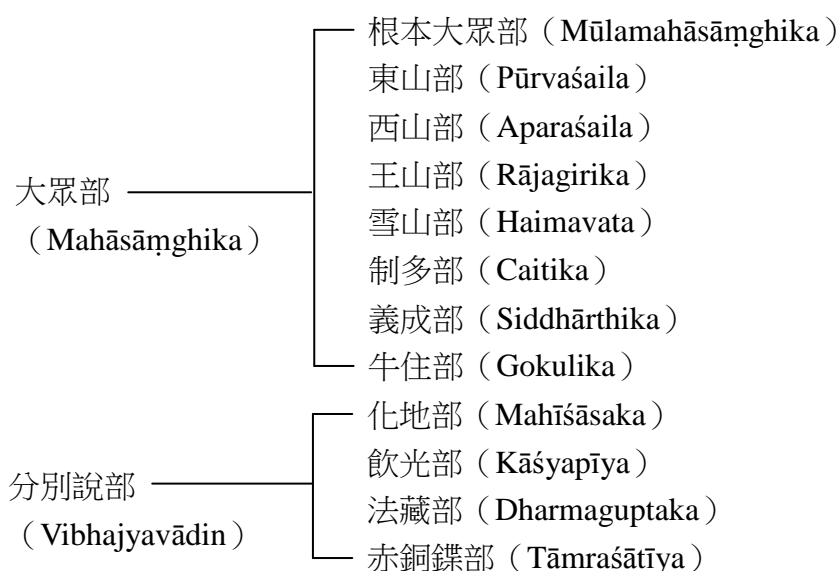 根本大眾部（Mūlamahāsāṃghika）
東山部（Pūrvaśaila）
西山部（Aparaśaila）
王山部（Rājagirika）
大眾部
（Mahāsāṃghika）
雪山部（Haimavata）
制多部（Caitika）
義成部（Siddhārthika）
牛住部（Gokulika）
化地部（Mahīśāsaka）
飲光部（Kāśyapīya）
分別說部
（Vibhajyavādin）
法藏部（Dharmaguptaka）
赤銅鍱部（Tāmraśātīya）